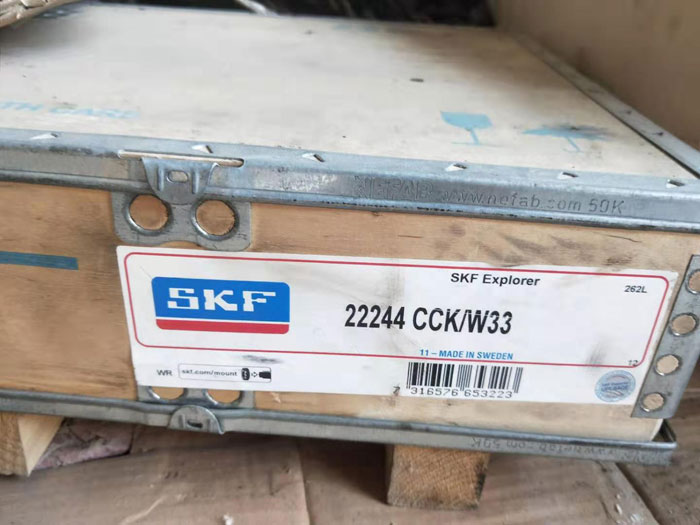 www.nefab.com 50K
SKF Explorer
262L
SKF
22244 CCK/W33
11 – MADE IN SWEDEN
WR
skf.com/mount
316576 653223